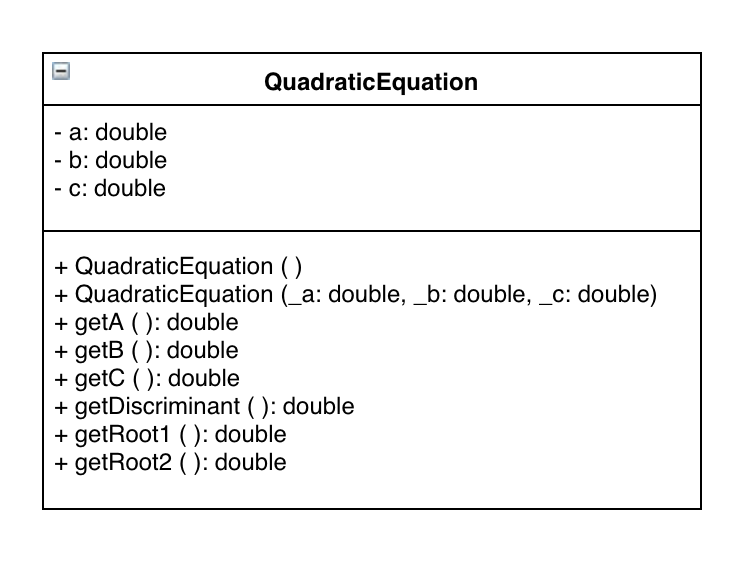 QuadraticEquation
- a: double
- b: double
- c: double
+ QuadraticEquation ( )
+ QuadraticEquation (_a: double, _b: double, _c: double)
+ getA ( ): double
+ getB ( ): double
+ getC ( ): double
+ getDiscriminant ( ): double
+ getRoot1 ( ): double
+ getRoot2 ( ): double